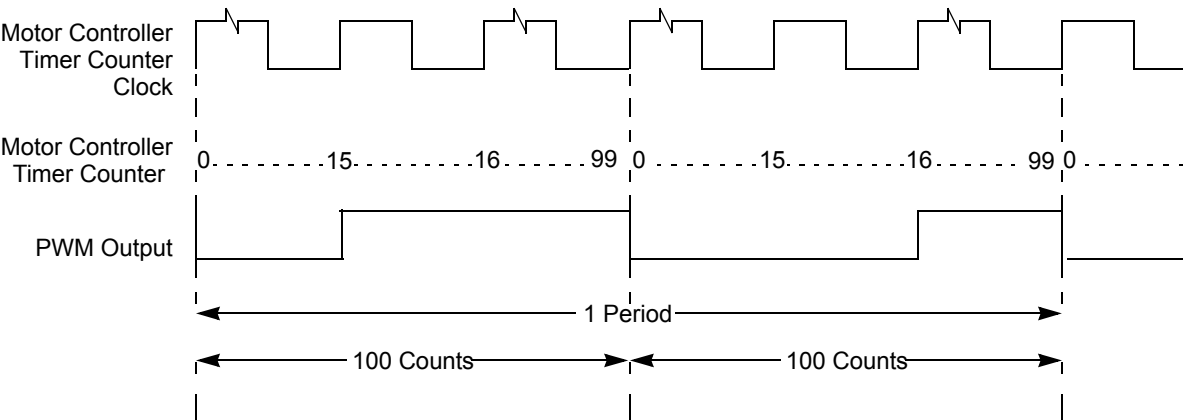 Motor Controller
Timer Counter
Clock
Motor Controller
Timer Counter
0 15 16 99 0 15 16 99 0
PWM Output
1 Period
100 Counts 100 Counts